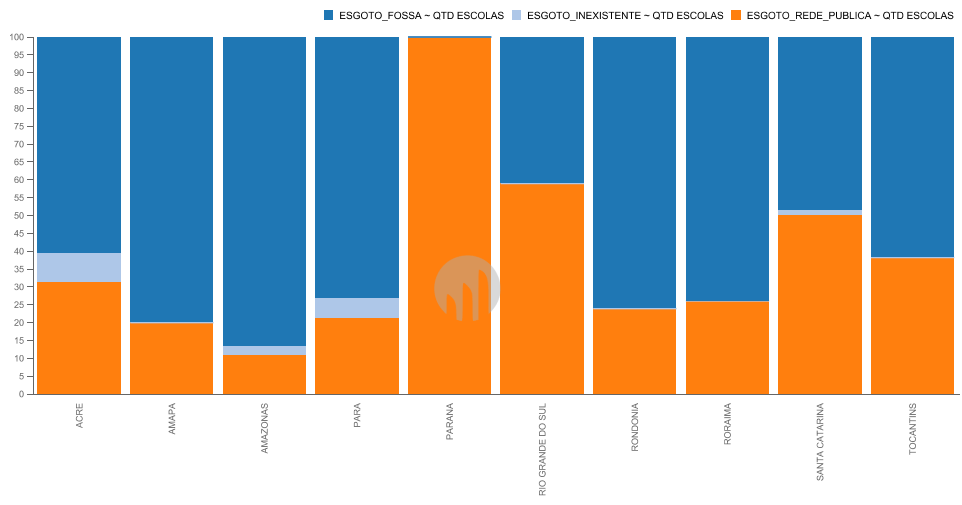 ESGOTO_FOSSA ~ QTD ESCOLAS ESGOTO_INEXISTENTE ~ QTD ESCOLAS ESGOTO_REDE_PUBLICA ~ QTD ESCOLAS
100
95
90
85
80
75
70
65
60
55
50
45
40
35
30
25
20
15
10
5
0
ACRE
AMAPA
AMAZONAS
PARA
PARANA
RIO GRANDE DO SUL
RONDONIA
RORAIMA
SANTA CATARINA
TOCANTINS